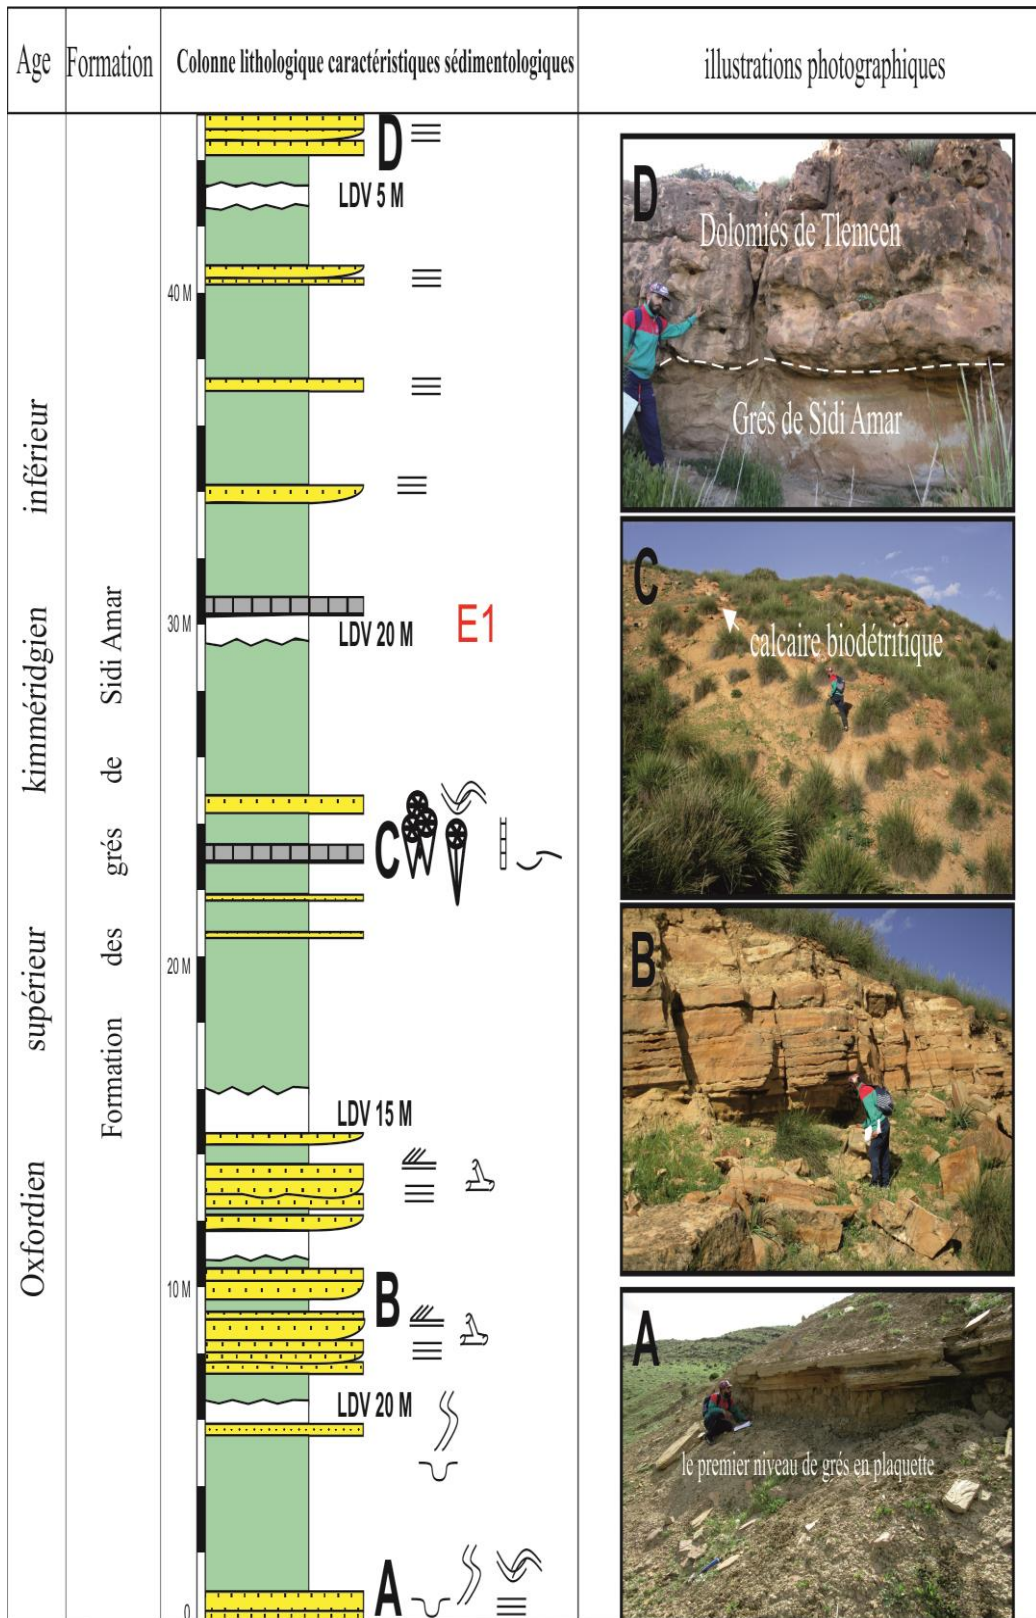 Age
Formation
Colonne lithologique caractéristiques sédimentologiques
illustrations photographiques
Oxfordien supérieur kimméridgien inférieur
Formation des grés de Sidi Amar
D
LDV 5 M
40 M
30 M
LDV 20 M
E1
C
20 M
LDV 15 M
10 M
B
LDV 20 M
A
0
D
Dolomies de Tlemcen
Grés de Sidi Amar
C
calcaire biodétritique
B
A
le premier niveau de grés en plaquette